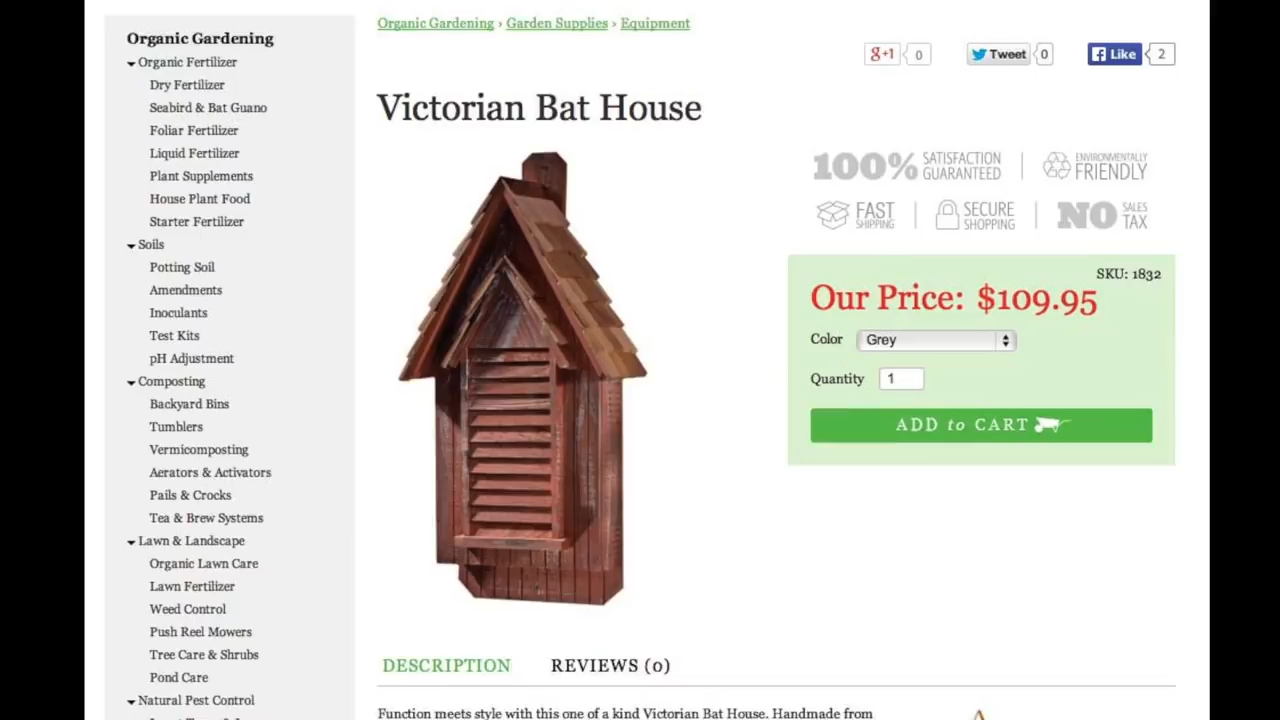 Organic Gardening
Organic Fertilizer
Dry Fertilizer
Seabird & Bat Guano
Foliar Fertilizer
Liquid Fertilizer
Plant Supplements
House Plant Food
Starter Fertilizer
Soils
Potting Soil
Amendments
Inoculants
Test Kits
pH Adjustment
Composting
Backyard Bins
Tumblers
Vermicomposting
Aerators & Activators
Pails & Crocks
Tea & Brew Systems
Lawn & Landscape
Organic Lawn Care
Lawn Fertilizer
Weed Control
Push Reel Mowers
Tree Care & Shrubs
Pond Care
Natural Pest Control
Organic Gardening › Garden Supplies › Equipment
g+1 0 Tweet 0 Like 2
Victorian Bat House
100% SATISFACTION GUARANTEED | ENVIRONMENTALLY FRIENDLY
FAST SHIPPING | SECURE SHOPPING | NO SALES TAX
SKU: 1832
Our Price: $109.95
Color Grey
Quantity 1
ADD to CART
DESCRIPTION REVIEWS (0)
Function meets style with this one of a kind Victorian Bat House. Handmade from